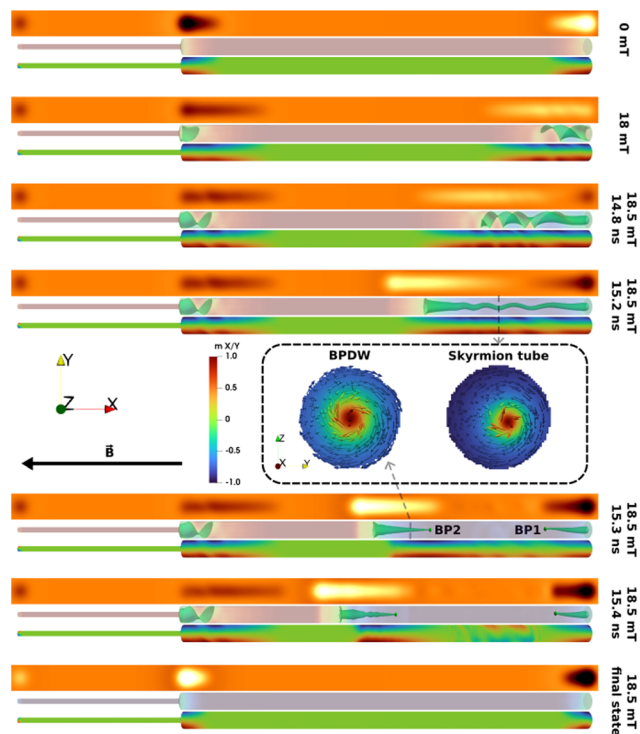 0 mT
18 mT
18.5 mT
14.8 ns
18.5 mT
15.2 ns
Y
Z
X
B⃗
m X/Y
1.0
0.5
0
-0.5
-1.0
BPDW
Skyrmion tube
Z
X
Y
BP2
BP1
18.5 mT
15.3 ns
18.5 mT
15.4 ns
18.5 mT
final state